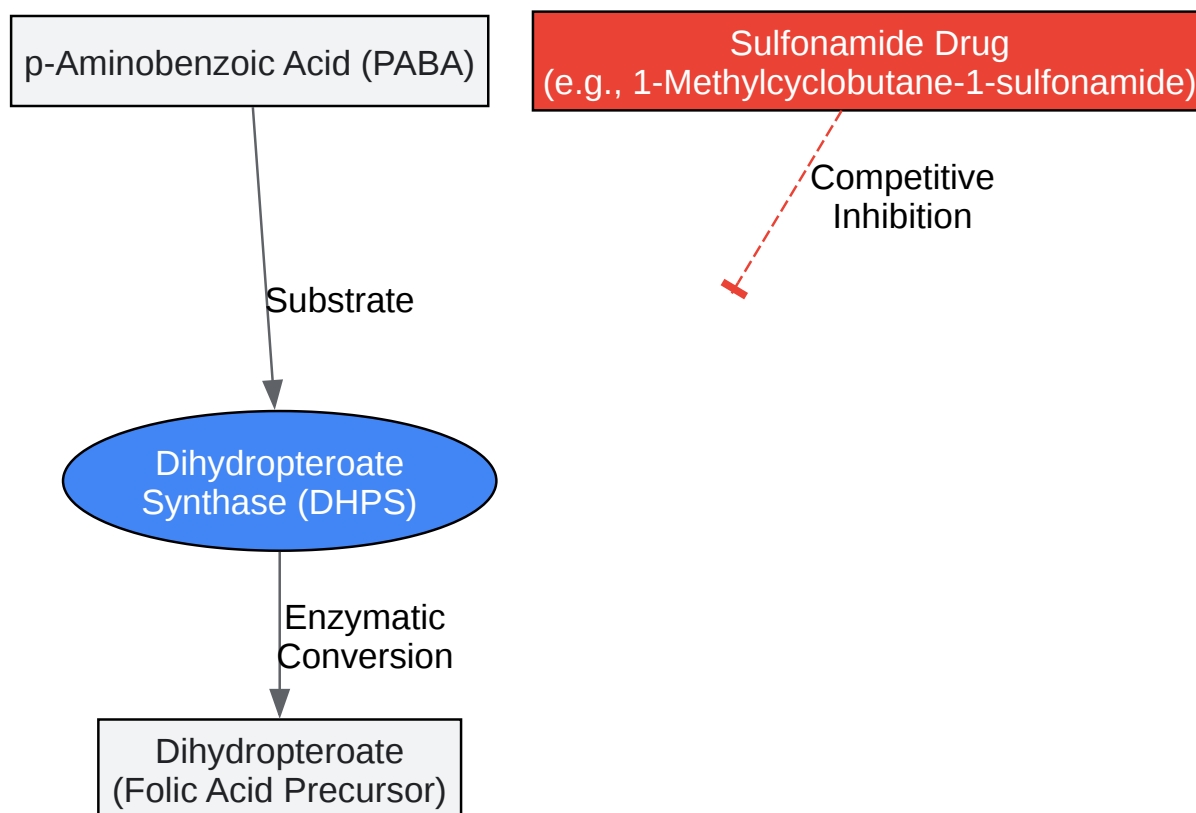 p-Aminobenzoic Acid (PABA)
Sulfonamide Drug
(e.g., 1-Methylcyclobutane-1-sulfonamide)
Competitive
Inhibition
Substrate
Dihydropteroate
Synthase (DHPS)
Enzymatic
Conversion
Dihydropteroate
(Folic Acid Precursor)